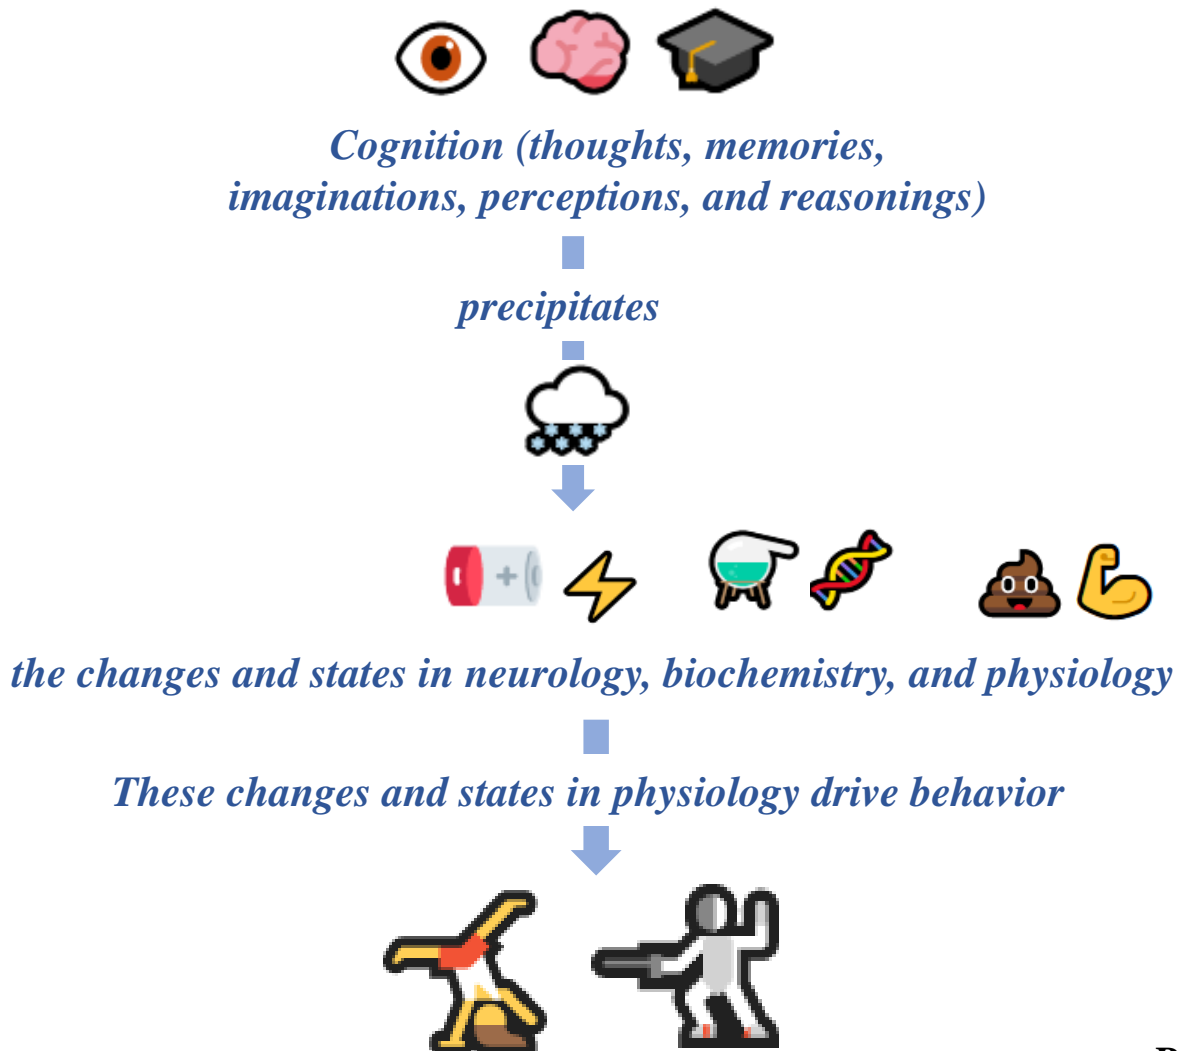 Cognition (thoughts, memories,
imaginations, perceptions, and reasonings)
precipitates
the changes and states in neurology, biochemistry, and physiology
These changes and states in physiology drive behavior